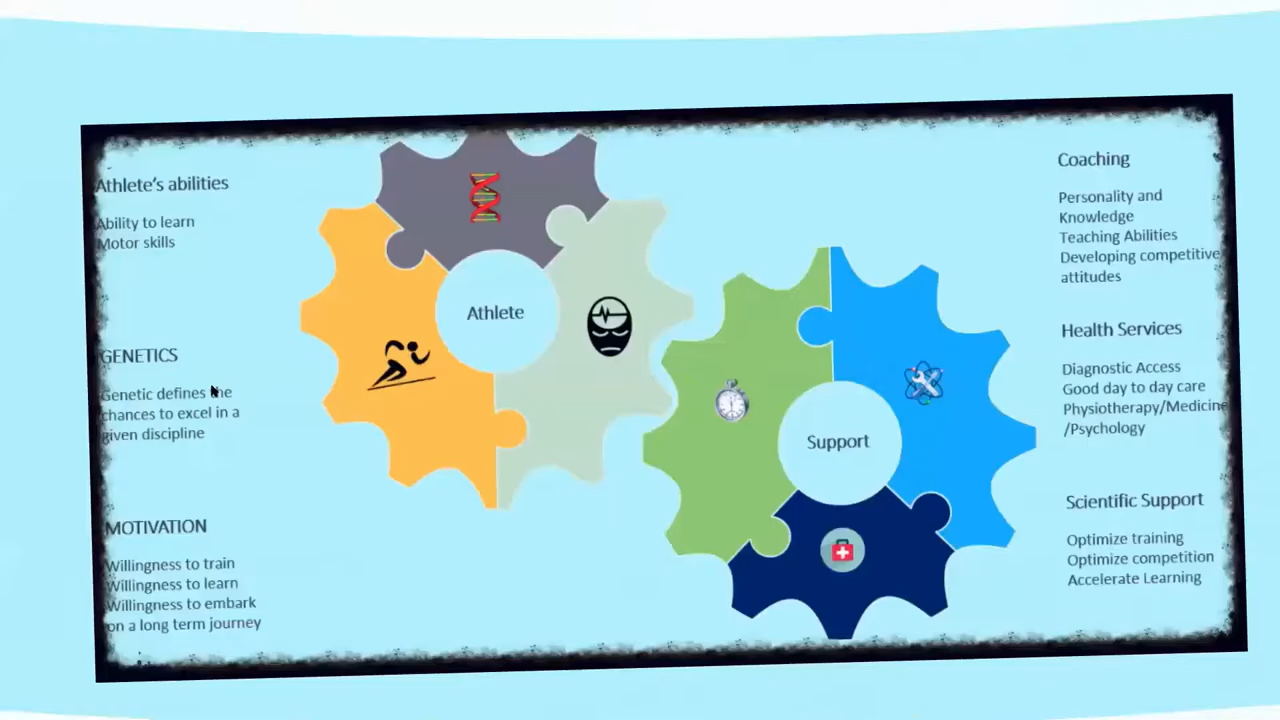 Athlete's abilities
Ability to learn
Motor skills
GENETICS
Genetic defines the
chances to excel in a
given discipline
MOTIVATION
Willingness to train
Willingness to learn
Willingness to embark
on a long term journey
Athlete
Support
Coaching
Personality and
Knowledge
Teaching Abilities
Developing competitive
attitudes
Health Services
Diagnostic Access
Good day to day care
Physiotherapy/Medicine
/Psychology
Scientific Support
Optimize training
Optimize competition
Accelerate Learning